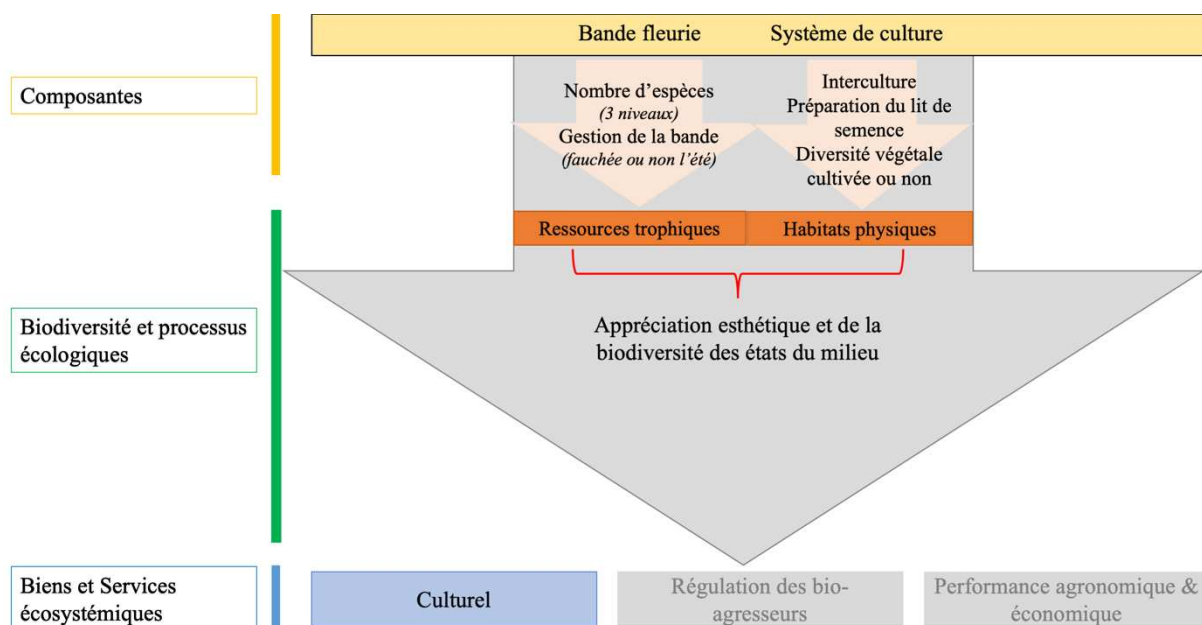 Bande fleurie
Système de culture
Composantes
Nombre d’espèces
(3 niveaux)
Gestion de la bande
(fauchée ou non l’été)
Interculture
Préparation du lit de
semence
Diversité végétale
cultivée ou non
Ressources trophiques
Habitats physiques
Biodiversité et processus
écologiques
Appréciation esthétique et de la
biodiversité des états du milieu
Biens et Services
écosystémiques
Culturel
Régulation des bio-
agresseurs
Performance agronomique &
économique